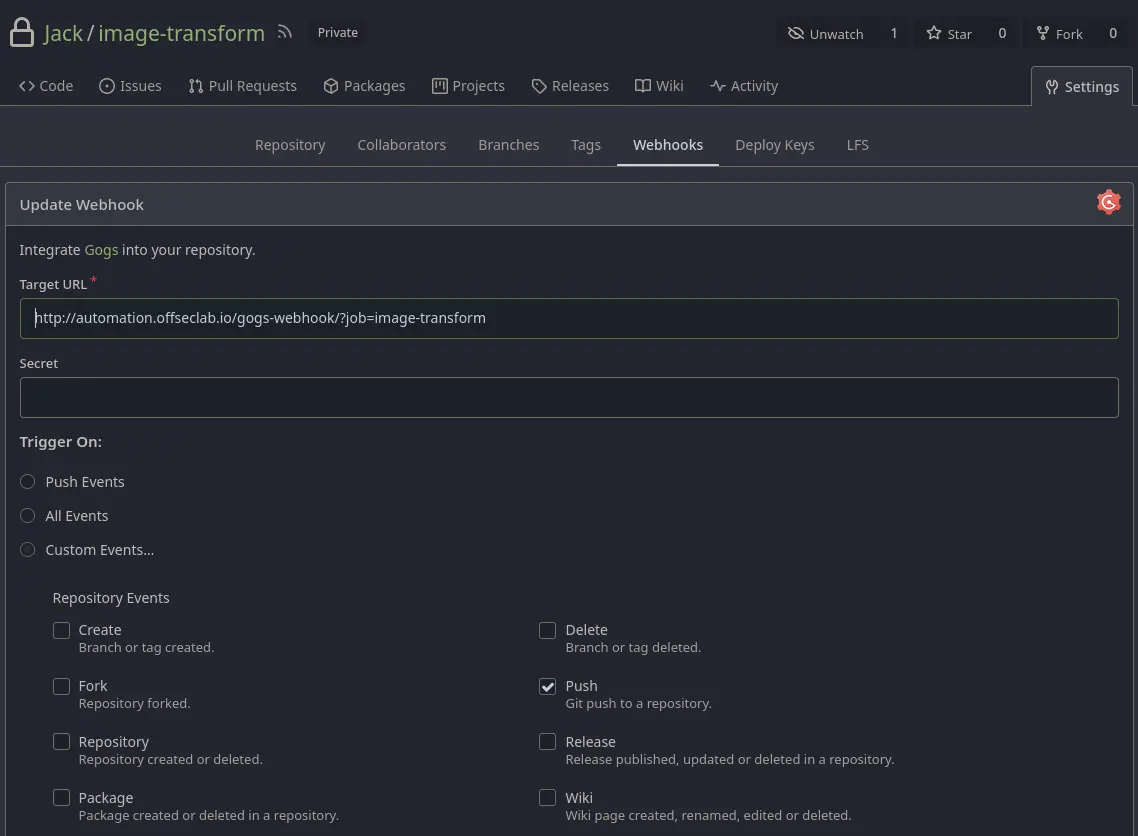 Jack / image-transform Private Unwatch 1 Star 0 Fork 0
Code Issues Pull Requests Packages Projects Releases Wiki Activity Settings
Repository Collaborators Branches Tags Webhooks Deploy Keys LFS
Update Webhook
Integrate Gogs into your repository.
Target URL *
http://automation.offseclab.io/gogs-webhook/?job=image-transform
Secret
Trigger On:
Push Events
All Events
Custom Events...
Repository Events
Create
Branch or tag created.
Delete
Branch or tag deleted.
Fork
Repository forked.
Push
Git push to a repository.
Repository
Repository created or deleted.
Release
Release published, updated or deleted in a repository.
Package
Package created or deleted in a repository.
Wiki
Wiki page created, renamed, edited or deleted.